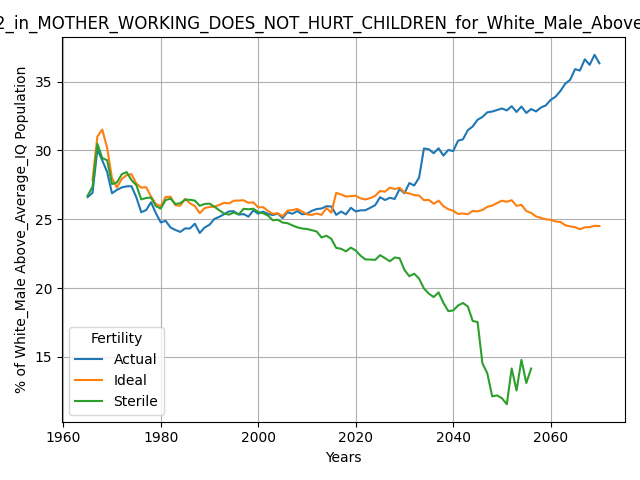 2_in_MOTHER_WORKING_DOES_NOT_HURT_CHILDREN_for_White_Male_Above
% of White_Male Above_Average_IQ Population
35
30
25
20
15
Fertility
Actual
Ideal
Sterile
1960 1980 2000 2020 2040 2060
Years